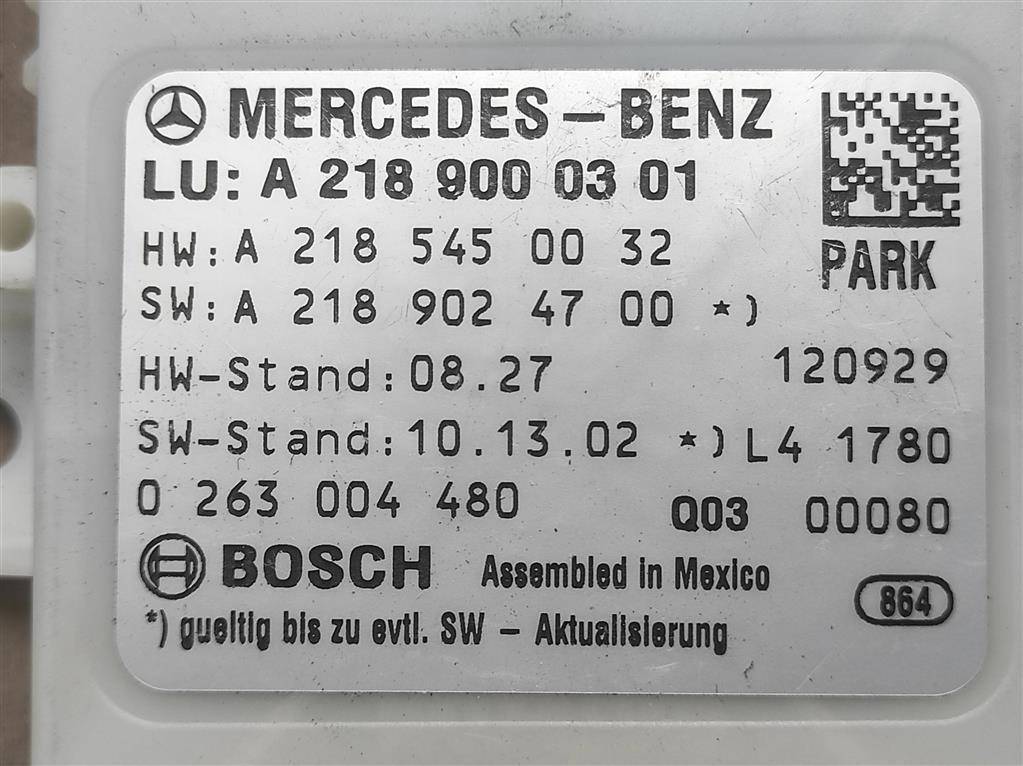 MERCEDES-BENZ
LU: A 218 900 03 01
HW: A 218 545 00 32
PARK
SW: A 218 902 47 00 *)
HW-Stand: 08.27 120929
SW-Stand: 10.13.02 *) L4 1780
0 263 004 480 Q03 00080
BOSCH Assembled in Mexico
864
*) gueltig bis zu evtl. SW - Aktualisierung